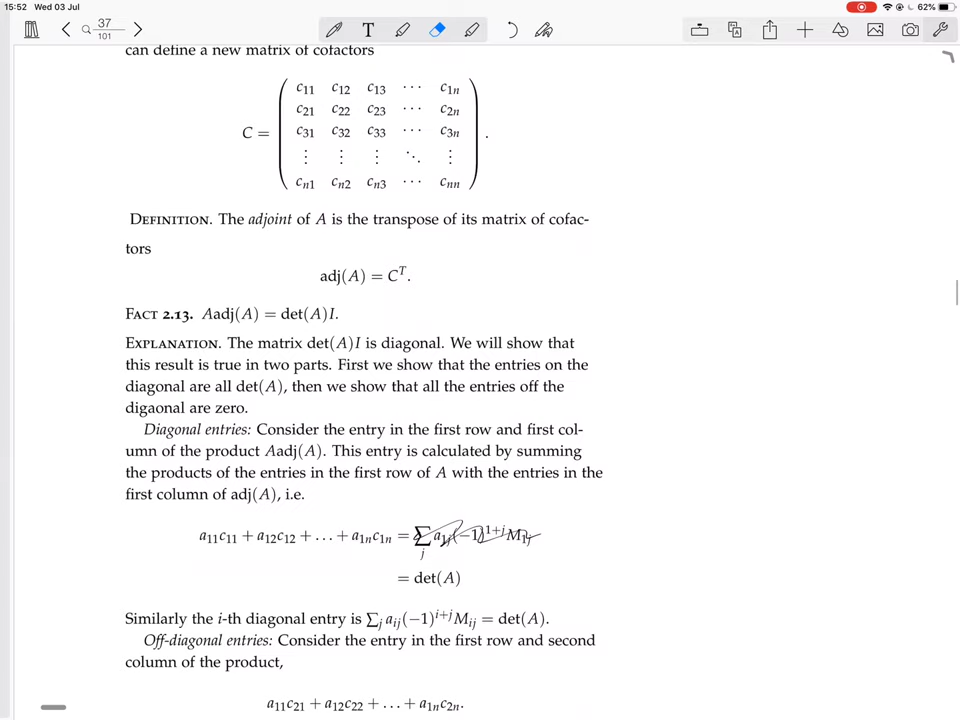 15:52 Wed 03 Jul 62%
37
101
T
can define a new matrix of cofactors
C = ( c11 c12 c13 ⋯ c1n
c21 c22 c23 ⋯ c2n
c31 c32 c33 ⋯ c3n
⋮ ⋮ ⋮ ⋱ ⋮
cn1 cn2 cn3 ⋯ cnn ) .
DEFINITION. The adjoint of A is the transpose of its matrix of cofac-
tors
adj(A) = C^T.
FACT 2.13. Aadj(A) = det(A)I.
EXPLANATION. The matrix det(A)I is diagonal. We will show that
this result is true in two parts. First we show that the entries on the
diagonal are all det(A), then we show that all the entries off the
digaonal are zero.
Diagonal entries: Consider the entry in the first row and first col-
umn of the product Aadj(A). This entry is calculated by summing
the products of the entries in the first row of A with the entries in the
first column of adj(A), i.e.
a11c11 + a12c12 + … + a1nc1n = ∑j a1j(−1)^1+j M1j
= det(A)
Similarly the i-th diagonal entry is ∑j aij(−1)^i+j Mij = det(A).
Off-diagonal entries: Consider the entry in the first row and second
column of the product,
a11c21 + a12c22 + … + a1nc2n.